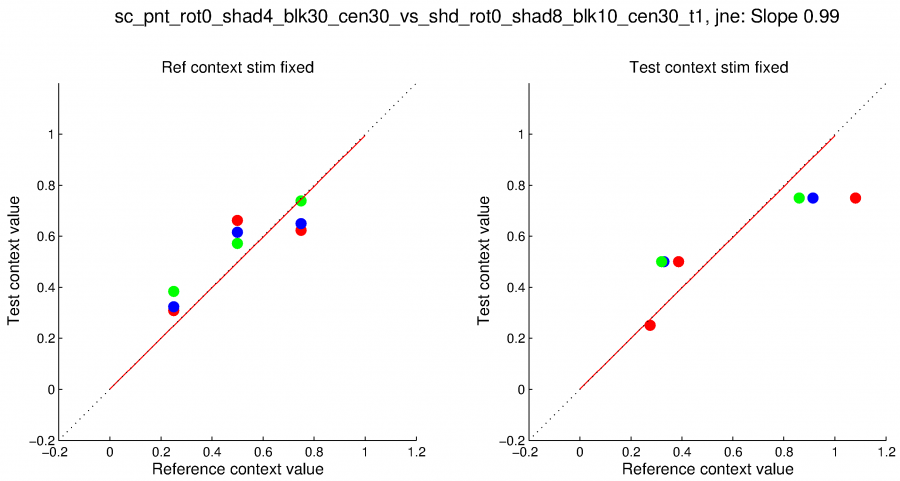 sc_pnt_rot0_shad4_blk30_cen30_vs_shd_rot0_shad8_blk10_cen30_t1, jne: Slope 0.99
Ref context stim fixed
1
0.8
0.6
0.4
0.2
0
−0.2
Test context value
−0.2 0 0.2 0.4 0.6 0.8 1 1.2
Reference context value
Test context stim fixed
1
0.8
0.6
0.4
0.2
0
−0.2
Test context value
−0.2 0 0.2 0.4 0.6 0.8 1 1.2
Reference context value